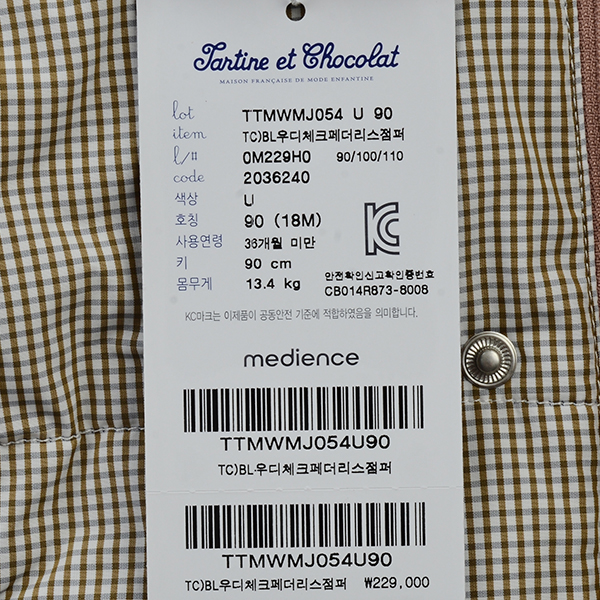 Tartine et Chocolat
MAISON FRANÇAISE DE MODE ENFANTINE
lot TTMWMJ054 U 90
item TC)BL우디체크페더리스점퍼
l/# 0M229H0 90/100/110
code 2036240
색상 U
호칭 90 (18M)
사용연령 36개월 미만
키 90 cm
몸무게 13.4 kg
안전확인신고확인증번호
CB014R873-8008
KC마크는 이제품이 공통안전 기준에 적합하였음을 의미합니다.
medience
TTMWMJ054U90
TC)BL우디체크페더리스점퍼
TTMWMJ054U90
TC)BL우디체크페더리스점퍼 ₩229,000